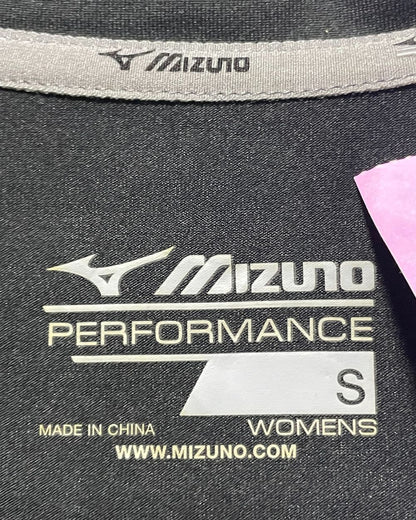 MIZUNO
MIZUNO
PERFORMANCE
S
MADE IN CHINA WOMENS
WWW.MIZUNO.COM